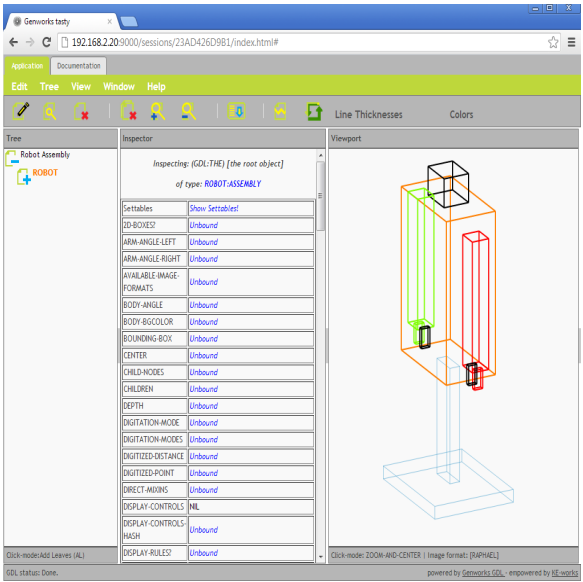 Genworks tasty
192.168.2.20:9000/sessions/23AD426D9B1/index.html#
Application Documentation
Edit Tree View Window Help
Line Thicknesses Colors
Tree Inspector Viewport
Robot Assembly
ROBOT
Inspecting: (GDL:THE) [the root object]
of type: ROBOT:ASSEMBLY
Settables Show Settables!
2D-BOXES? Unbound
ARM-ANGLE-LEFT Unbound
ARM-ANGLE-RIGHT Unbound
AVAILABLE-IMAGE-
FORMATS Unbound
BODY-ANGLE Unbound
BODY-BGCOLOR Unbound
BOUNDING-BOX Unbound
CENTER Unbound
CHILD-NODES Unbound
CHILDREN Unbound
DEPTH Unbound
DIGITATION-MODE Unbound
DIGITATION-MODES Unbound
DIGITIZED-DISTANCE Unbound
DIGITIZED-POINT Unbound
DIRECT-MIXINS Unbound
DISPLAY-CONTROLS NIL
DISPLAY-CONTROLS-
HASH Unbound
DISPLAY-RULES? Unbound
Click-mode:Add Leaves (AL) Click-mode: ZOOM-AND-CENTER | Image format: [RAPHAEL]
GDL status: Done. powered by Genworks GDL - empowered by KE-works